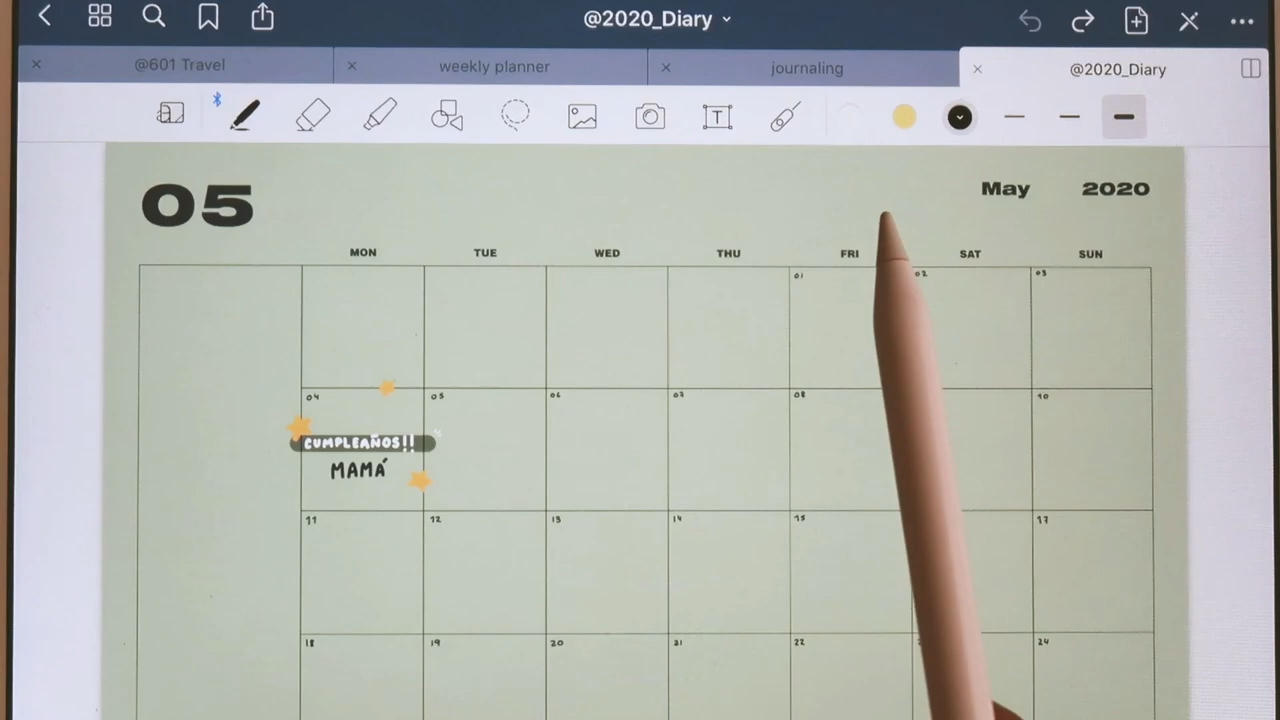 @2020_Diary
@601 Travel
weekly planner
journaling
@2020_Diary
T
05
May 2020
MON TUE WED THU FRI SAT SUN
01 02 03
04 05 06 07 08 10
CUMPLEAÑOS!!
MAMÁ
11 12 13 14 15 17
18 19 20 21 22 24